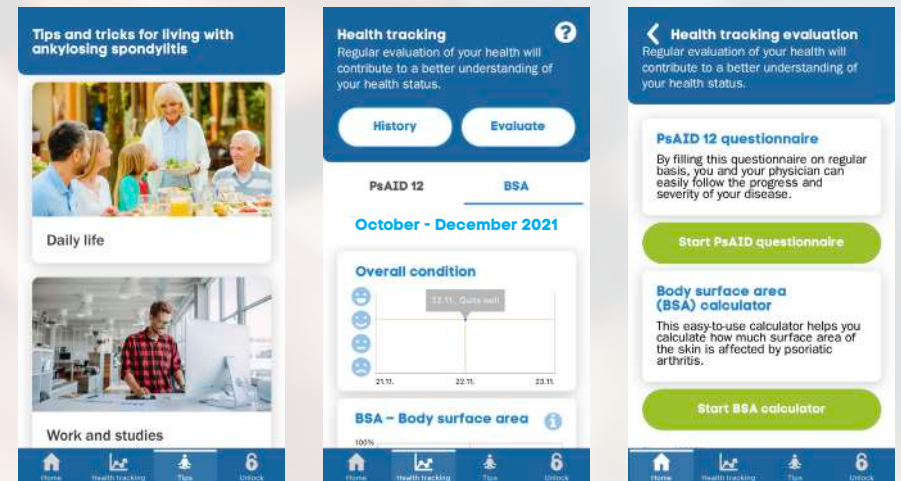 Tips and tricks for living with
ankylosing spondylitis
Daily life
Work and studies
Home
Health tracking
Tips
Unlock
Health tracking
?
Regular evaluation of your health will
contribute to a better understanding of
your health status.
History
Evaluate
PsAID 12
BSA
October - December 2021
Overall condition
22.11., Quite well
21.11.
22.11.
23.11.
BSA – Body surface area
i
100%
Home
Health tracking
Tips
Unlock
Health tracking evaluation
Regular evaluation of your health will
contribute to a better understanding of
your health status.
PsAID 12 questionnaire
By filling this questionnaire on regular
basis, you and your physician can
easily follow the progress and
severity of your disease.
Start PsAID questionnaire
Body surface area
(BSA) calculator
This easy-to-use calculator helps you
calculate how much surface area of
the skin is affected by psoriatic
arthritis.
Start BSA calculator
Home
Health tracking
Tips
Unlock